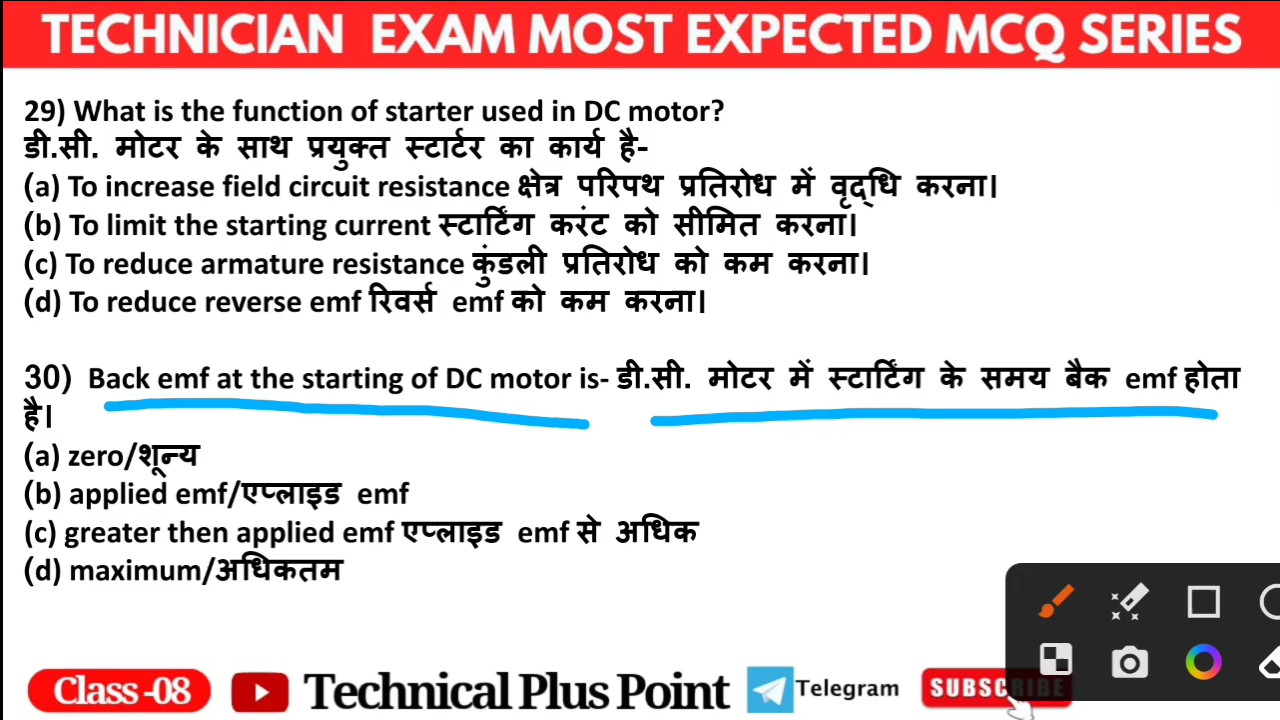 TECHNICIAN EXAM MOST EXPECTED MCQ SERIES
29) What is the function of starter used in DC motor?
डी.सी. मोटर के साथ प्रयुक्त स्टार्टर का कार्य है-
(a) To increase field circuit resistance क्षेत्र परिपथ प्रतिरोध में वृद्धि करना।
(b) To limit the starting current स्टार्टिंग करंट को सीमित करना।
(c) To reduce armature resistance कुंडली प्रतिरोध को कम करना।
(d) To reduce reverse emf रिवर्स emf को कम करना।
30) Back emf at the starting of DC motor is- डी.सी. मोटर में स्टार्टिंग के समय बैक emf होता
है।
(a) zero/शून्य
(b) applied emf/एप्लाइड emf
(c) greater then applied emf एप्लाइड emf से अधिक
(d) maximum/अधिकतम
Class -08 Technical Plus Point Telegram SUBSCRIBE